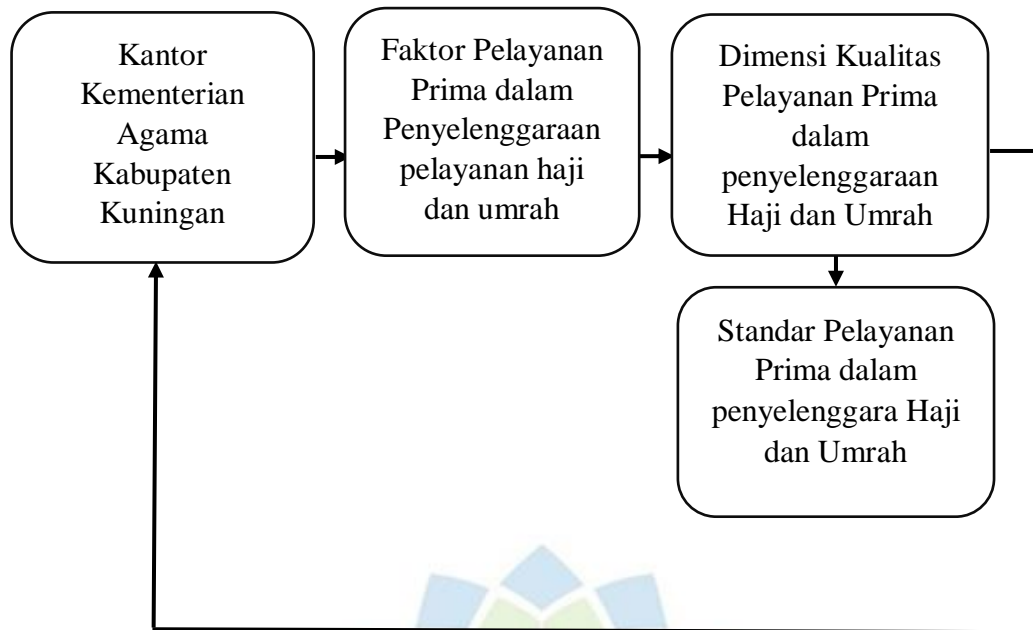 Kantor
Kementerian
Agama
Kabupaten
Kuningan
Faktor Pelayanan
Prima dalam
Penyelenggaraan
pelayanan haji
dan umrah
Dimensi Kualitas
Pelayanan Prima
dalam
penyelenggaraan
Haji dan Umrah
Standar Pelayanan
Prima dalam
penyelenggara Haji
dan Umrah